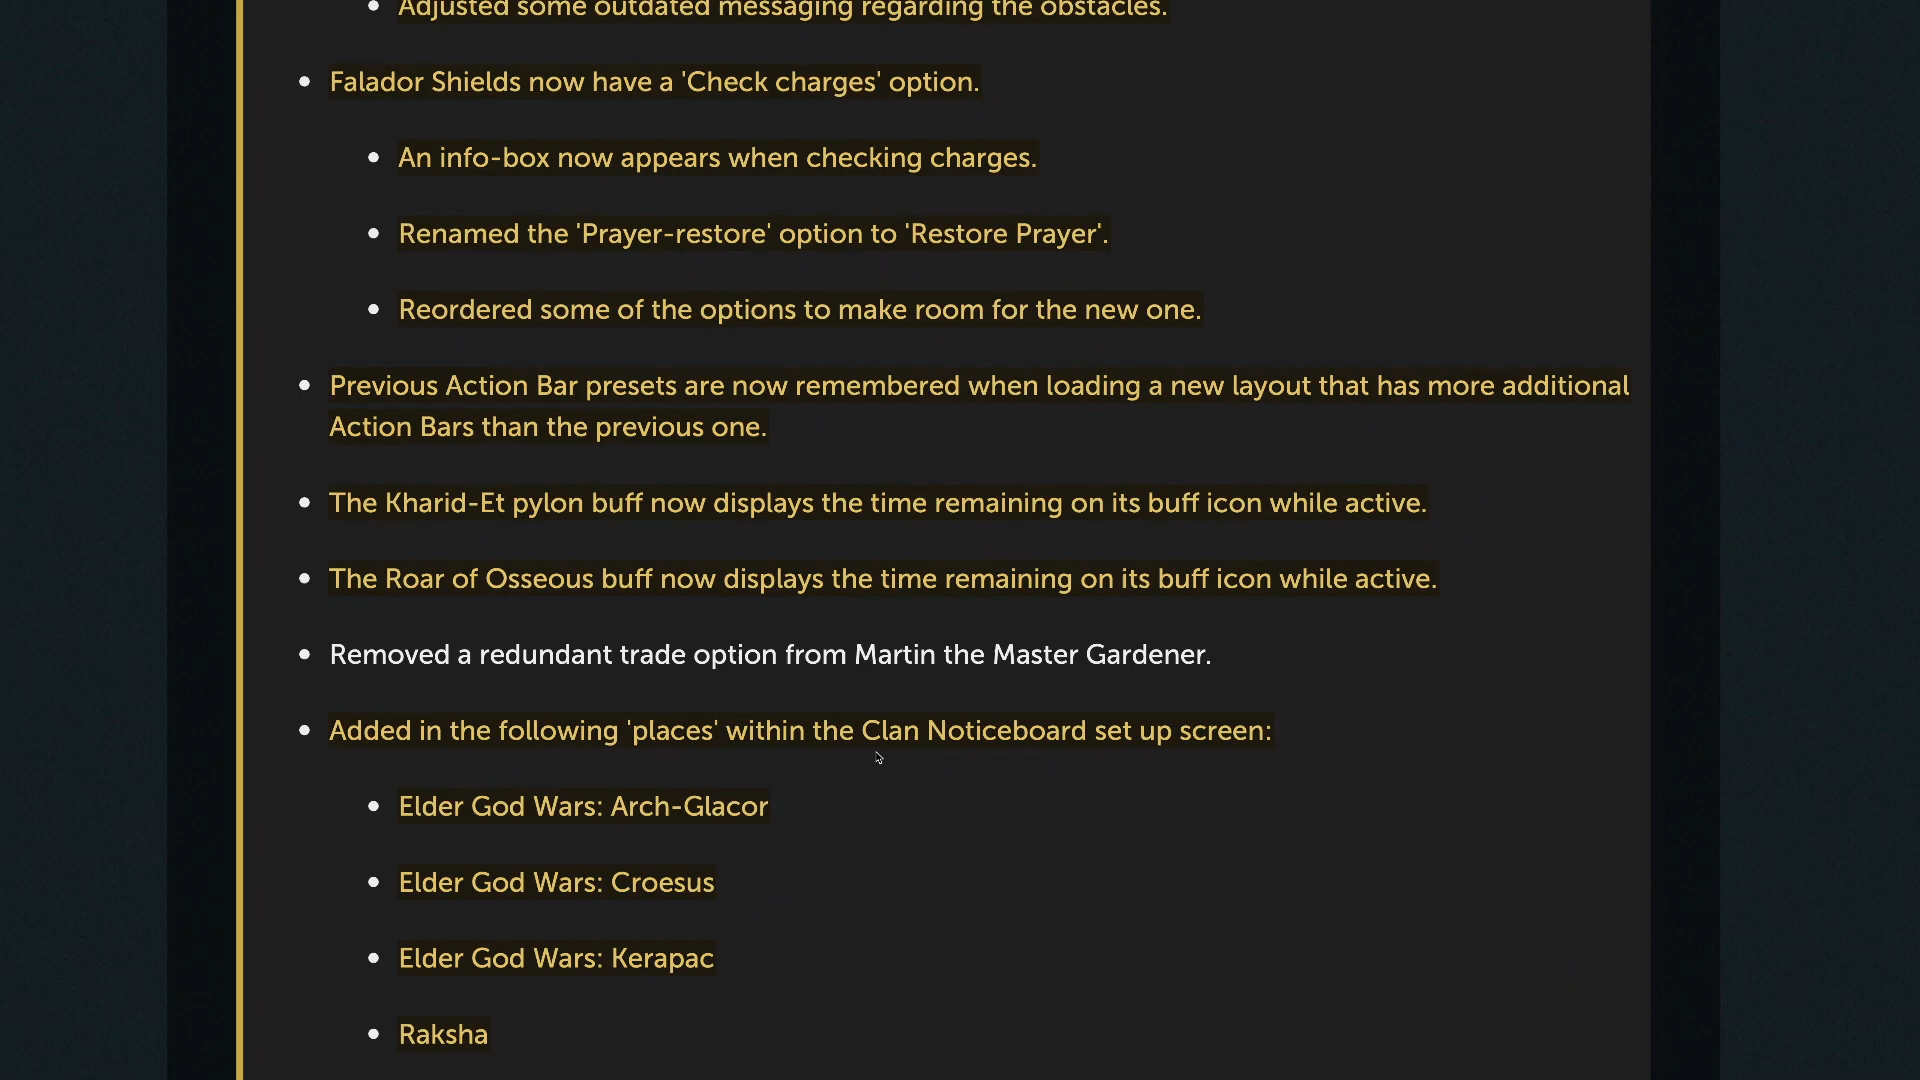 Adjusted some outdated messaging regarding the obstacles.
Falador Shields now have a 'Check charges' option.
An info-box now appears when checking charges.
Renamed the 'Prayer-restore' option to 'Restore Prayer'.
Reordered some of the options to make room for the new one.
Previous Action Bar presets are now remembered when loading a new layout that has more additional
Action Bars than the previous one.
The Kharid-Et pylon buff now displays the time remaining on its buff icon while active.
The Roar of Osseous buff now displays the time remaining on its buff icon while active.
Removed a redundant trade option from Martin the Master Gardener.
Added in the following 'places' within the Clan Noticeboard set up screen:
Elder God Wars: Arch-Glacor
Elder God Wars: Croesus
Elder God Wars: Kerapac
Raksha